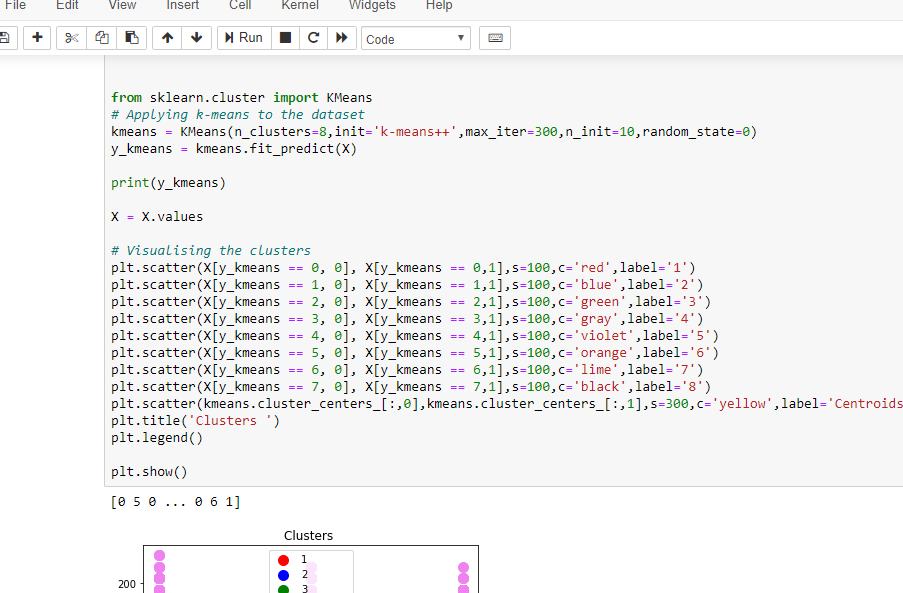 File Edit View Insert Cell Kernel Widgets Help
Run Code
from sklearn.cluster import KMeans
# Applying k-means to the dataset
kmeans = KMeans(n_clusters=8,init='k-means++',max_iter=300,n_init=10,random_state=0)
y_kmeans = kmeans.fit_predict(X)
print(y_kmeans)
X = X.values
# Visualising the clusters
plt.scatter(X[y_kmeans == 0, 0], X[y_kmeans == 0,1],s=100,c='red',label='1')
plt.scatter(X[y_kmeans == 1, 0], X[y_kmeans == 1,1],s=100,c='blue',label='2')
plt.scatter(X[y_kmeans == 2, 0], X[y_kmeans == 2,1],s=100,c='green',label='3')
plt.scatter(X[y_kmeans == 3, 0], X[y_kmeans == 3,1],s=100,c='gray',label='4')
plt.scatter(X[y_kmeans == 4, 0], X[y_kmeans == 4,1],s=100,c='violet',label='5')
plt.scatter(X[y_kmeans == 5, 0], X[y_kmeans == 5,1],s=100,c='orange',label='6')
plt.scatter(X[y_kmeans == 6, 0], X[y_kmeans == 6,1],s=100,c='lime',label='7')
plt.scatter(X[y_kmeans == 7, 0], X[y_kmeans == 7,1],s=100,c='black',label='8')
plt.scatter(kmeans.cluster_centers_[:,0],kmeans.cluster_centers_[:,1],s=300,c='yellow',label='Centroids
plt.title('Clusters ')
plt.legend()
plt.show()
[0 5 0 ... 0 6 1]
Clusters
1
2
200
3